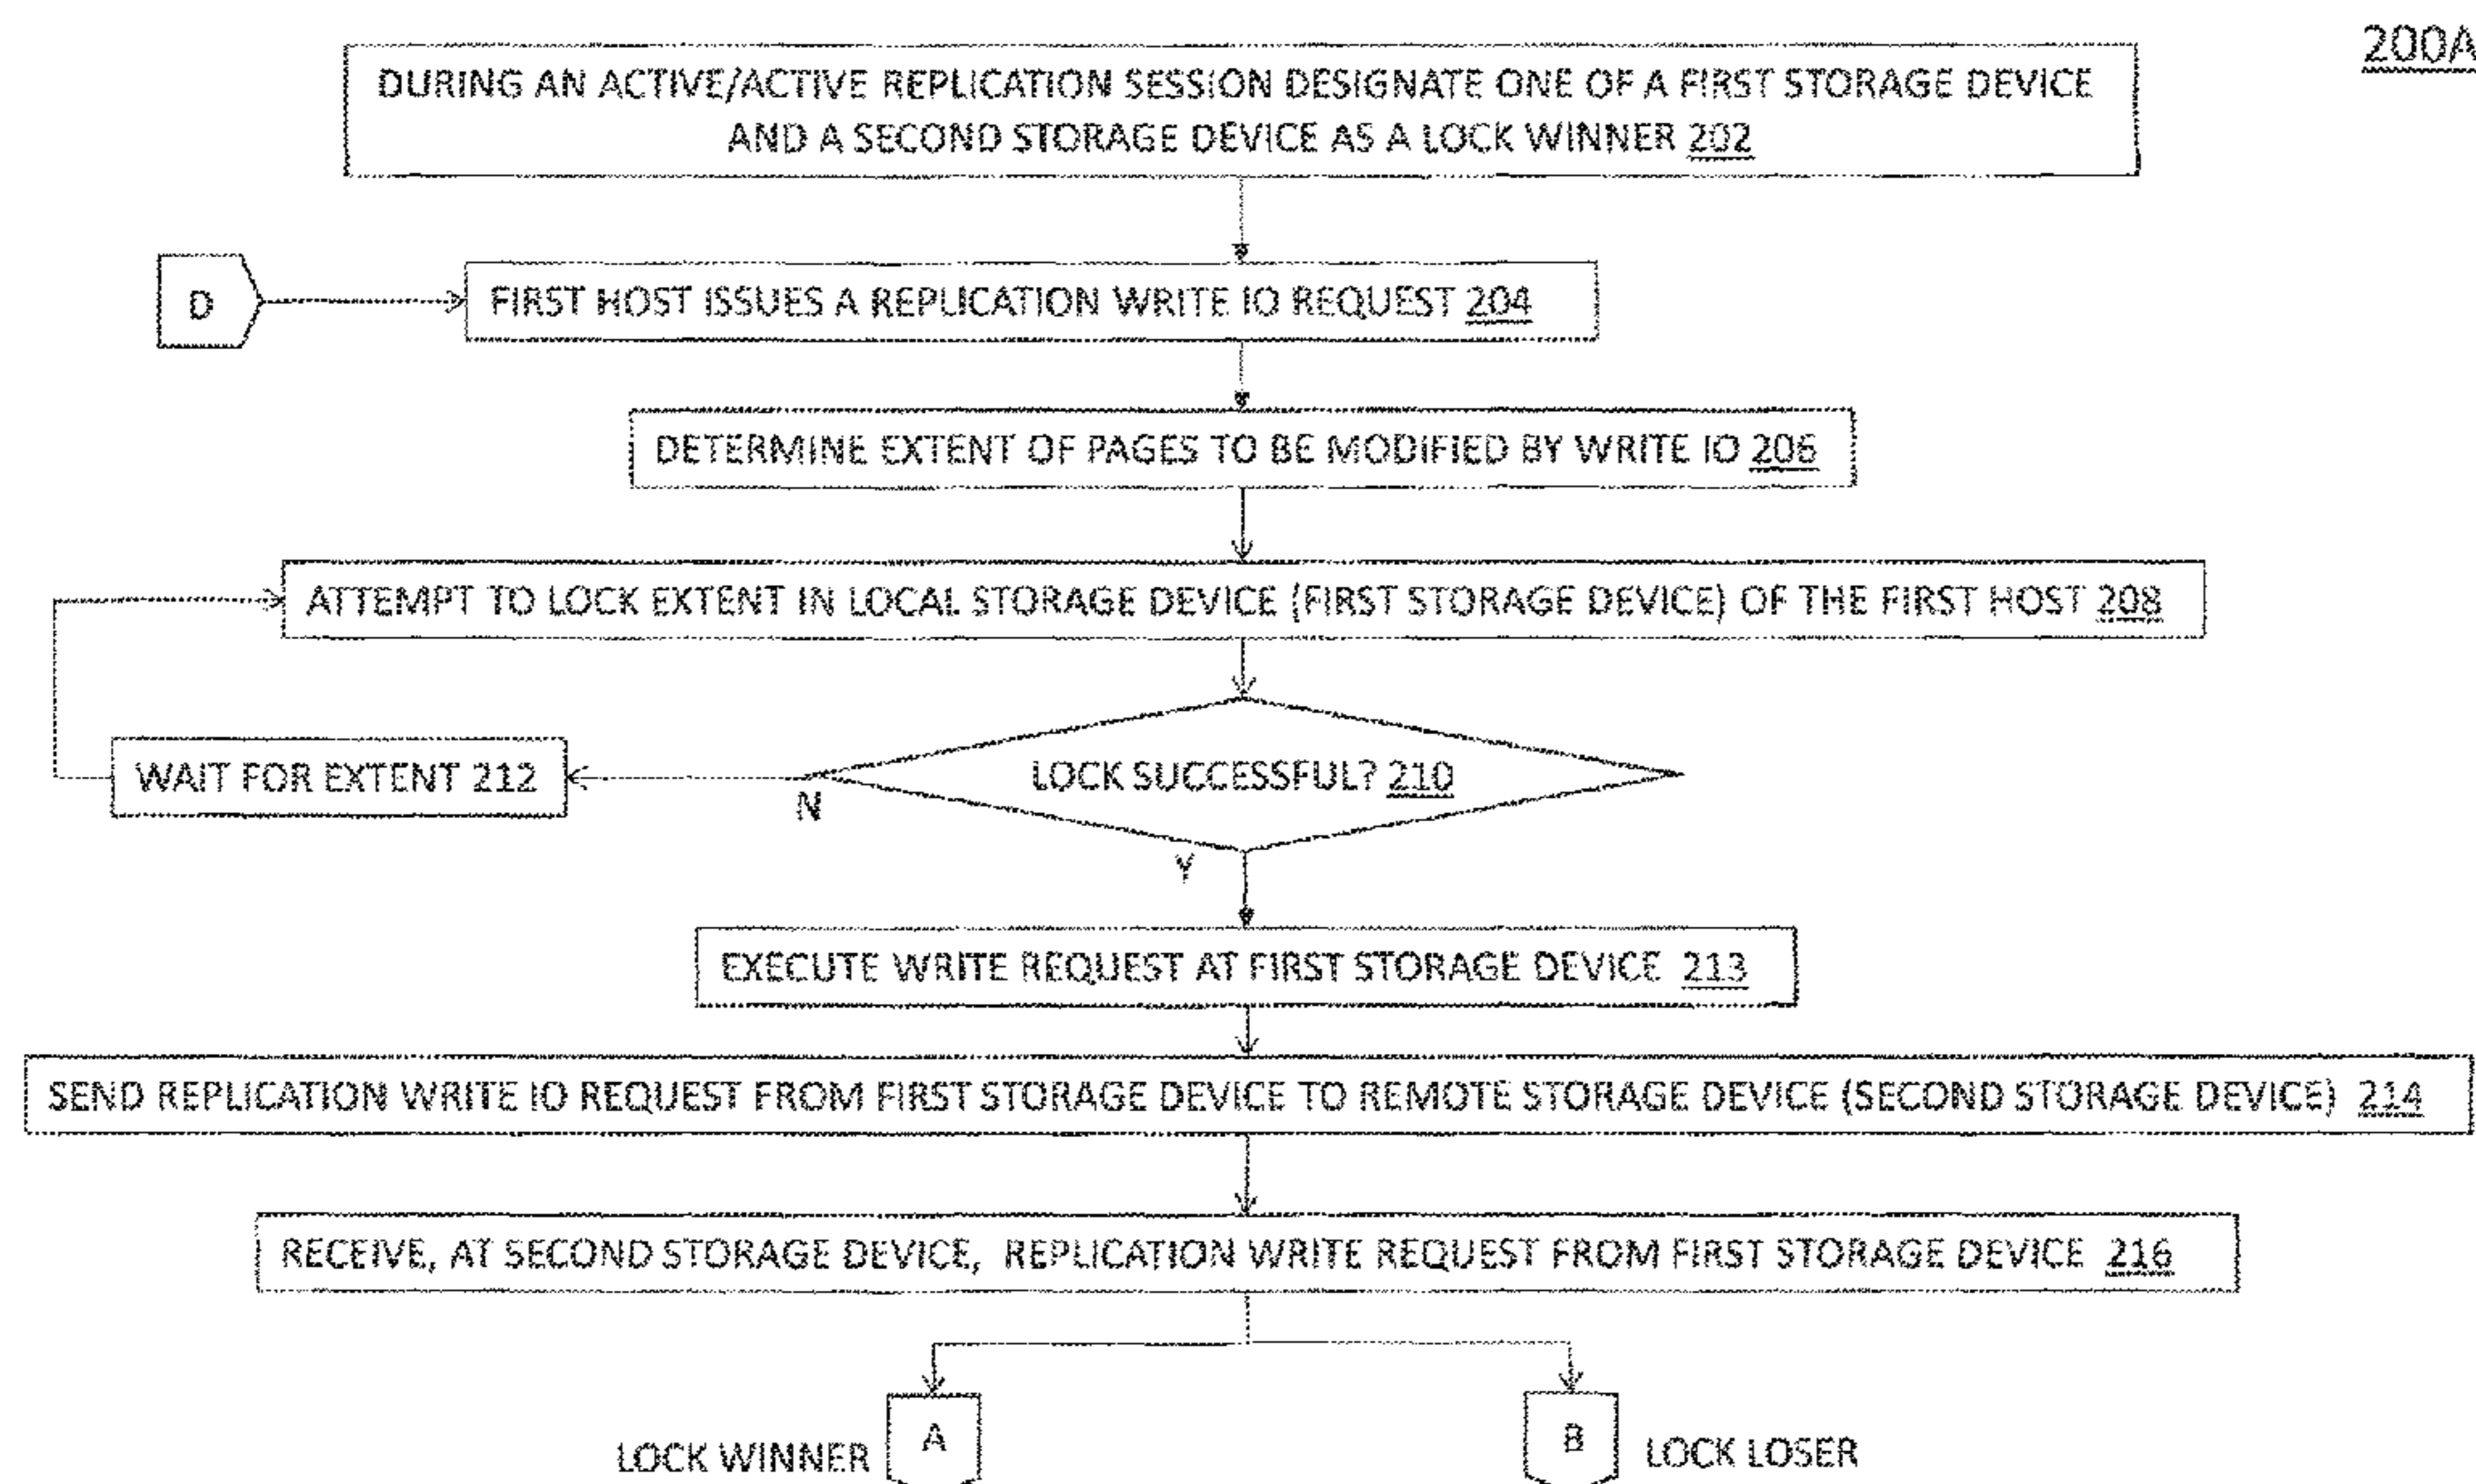 200A
DURING AN ACTIVE/ACTIVE REPLICATION SESSION DESIGNATE ONE OF A FIRST STORAGE DEVICE
AND A SECOND STORAGE DEVICE AS A LOCK WINNER 202
D
FIRST HOST ISSUES A REPLICATION WRITE IO REQUEST 204
DETERMINE EXTENT OF PAGES TO BE MODIFIED BY WRITE IO 206
ATTEMPT TO LOCK EXTENT IN LOCAL STORAGE DEVICE (FIRST STORAGE DEVICE) OF THE FIRST HOST 208
WAIT FOR EXTENT 212
N
LOCK SUCCESSFUL? 210
Y
EXECUTE WRITE REQUEST AT FIRST STORAGE DEVICE 213
SEND REPLICATION WRITE IO REQUEST FROM FIRST STORAGE DEVICE TO REMOTE STORAGE DEVICE (SECOND STORAGE DEVICE) 214
RECEIVE, AT SECOND STORAGE DEVICE, REPLICATION WRITE REQUEST FROM FIRST STORAGE DEVICE 216
LOCK WINNER
A
B
LOCK LOSER